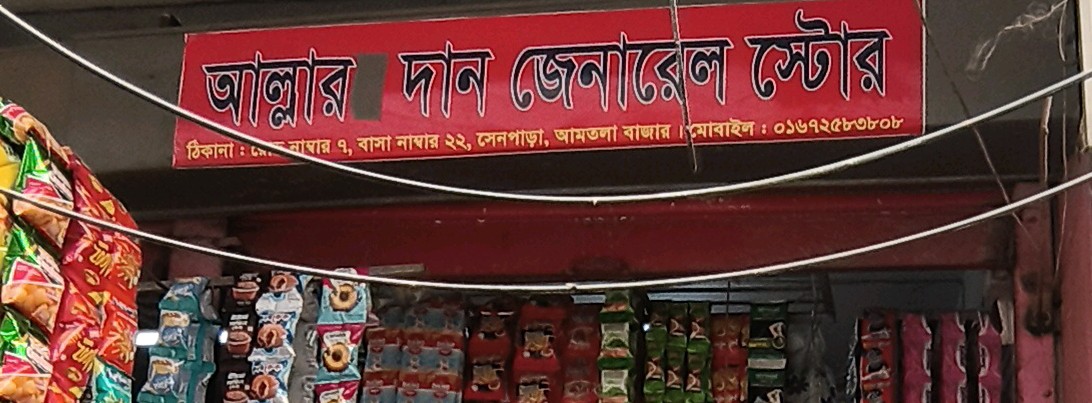 আল্লার দান জেনারেল স্টোর
ঠিকানা : রোড নাম্বার ৭, বাসা নাম্বার ২২, সেনপাড়া, আমতলা বাজার । মোবাইল : ০১৬৭২৫৮৩৮০৮